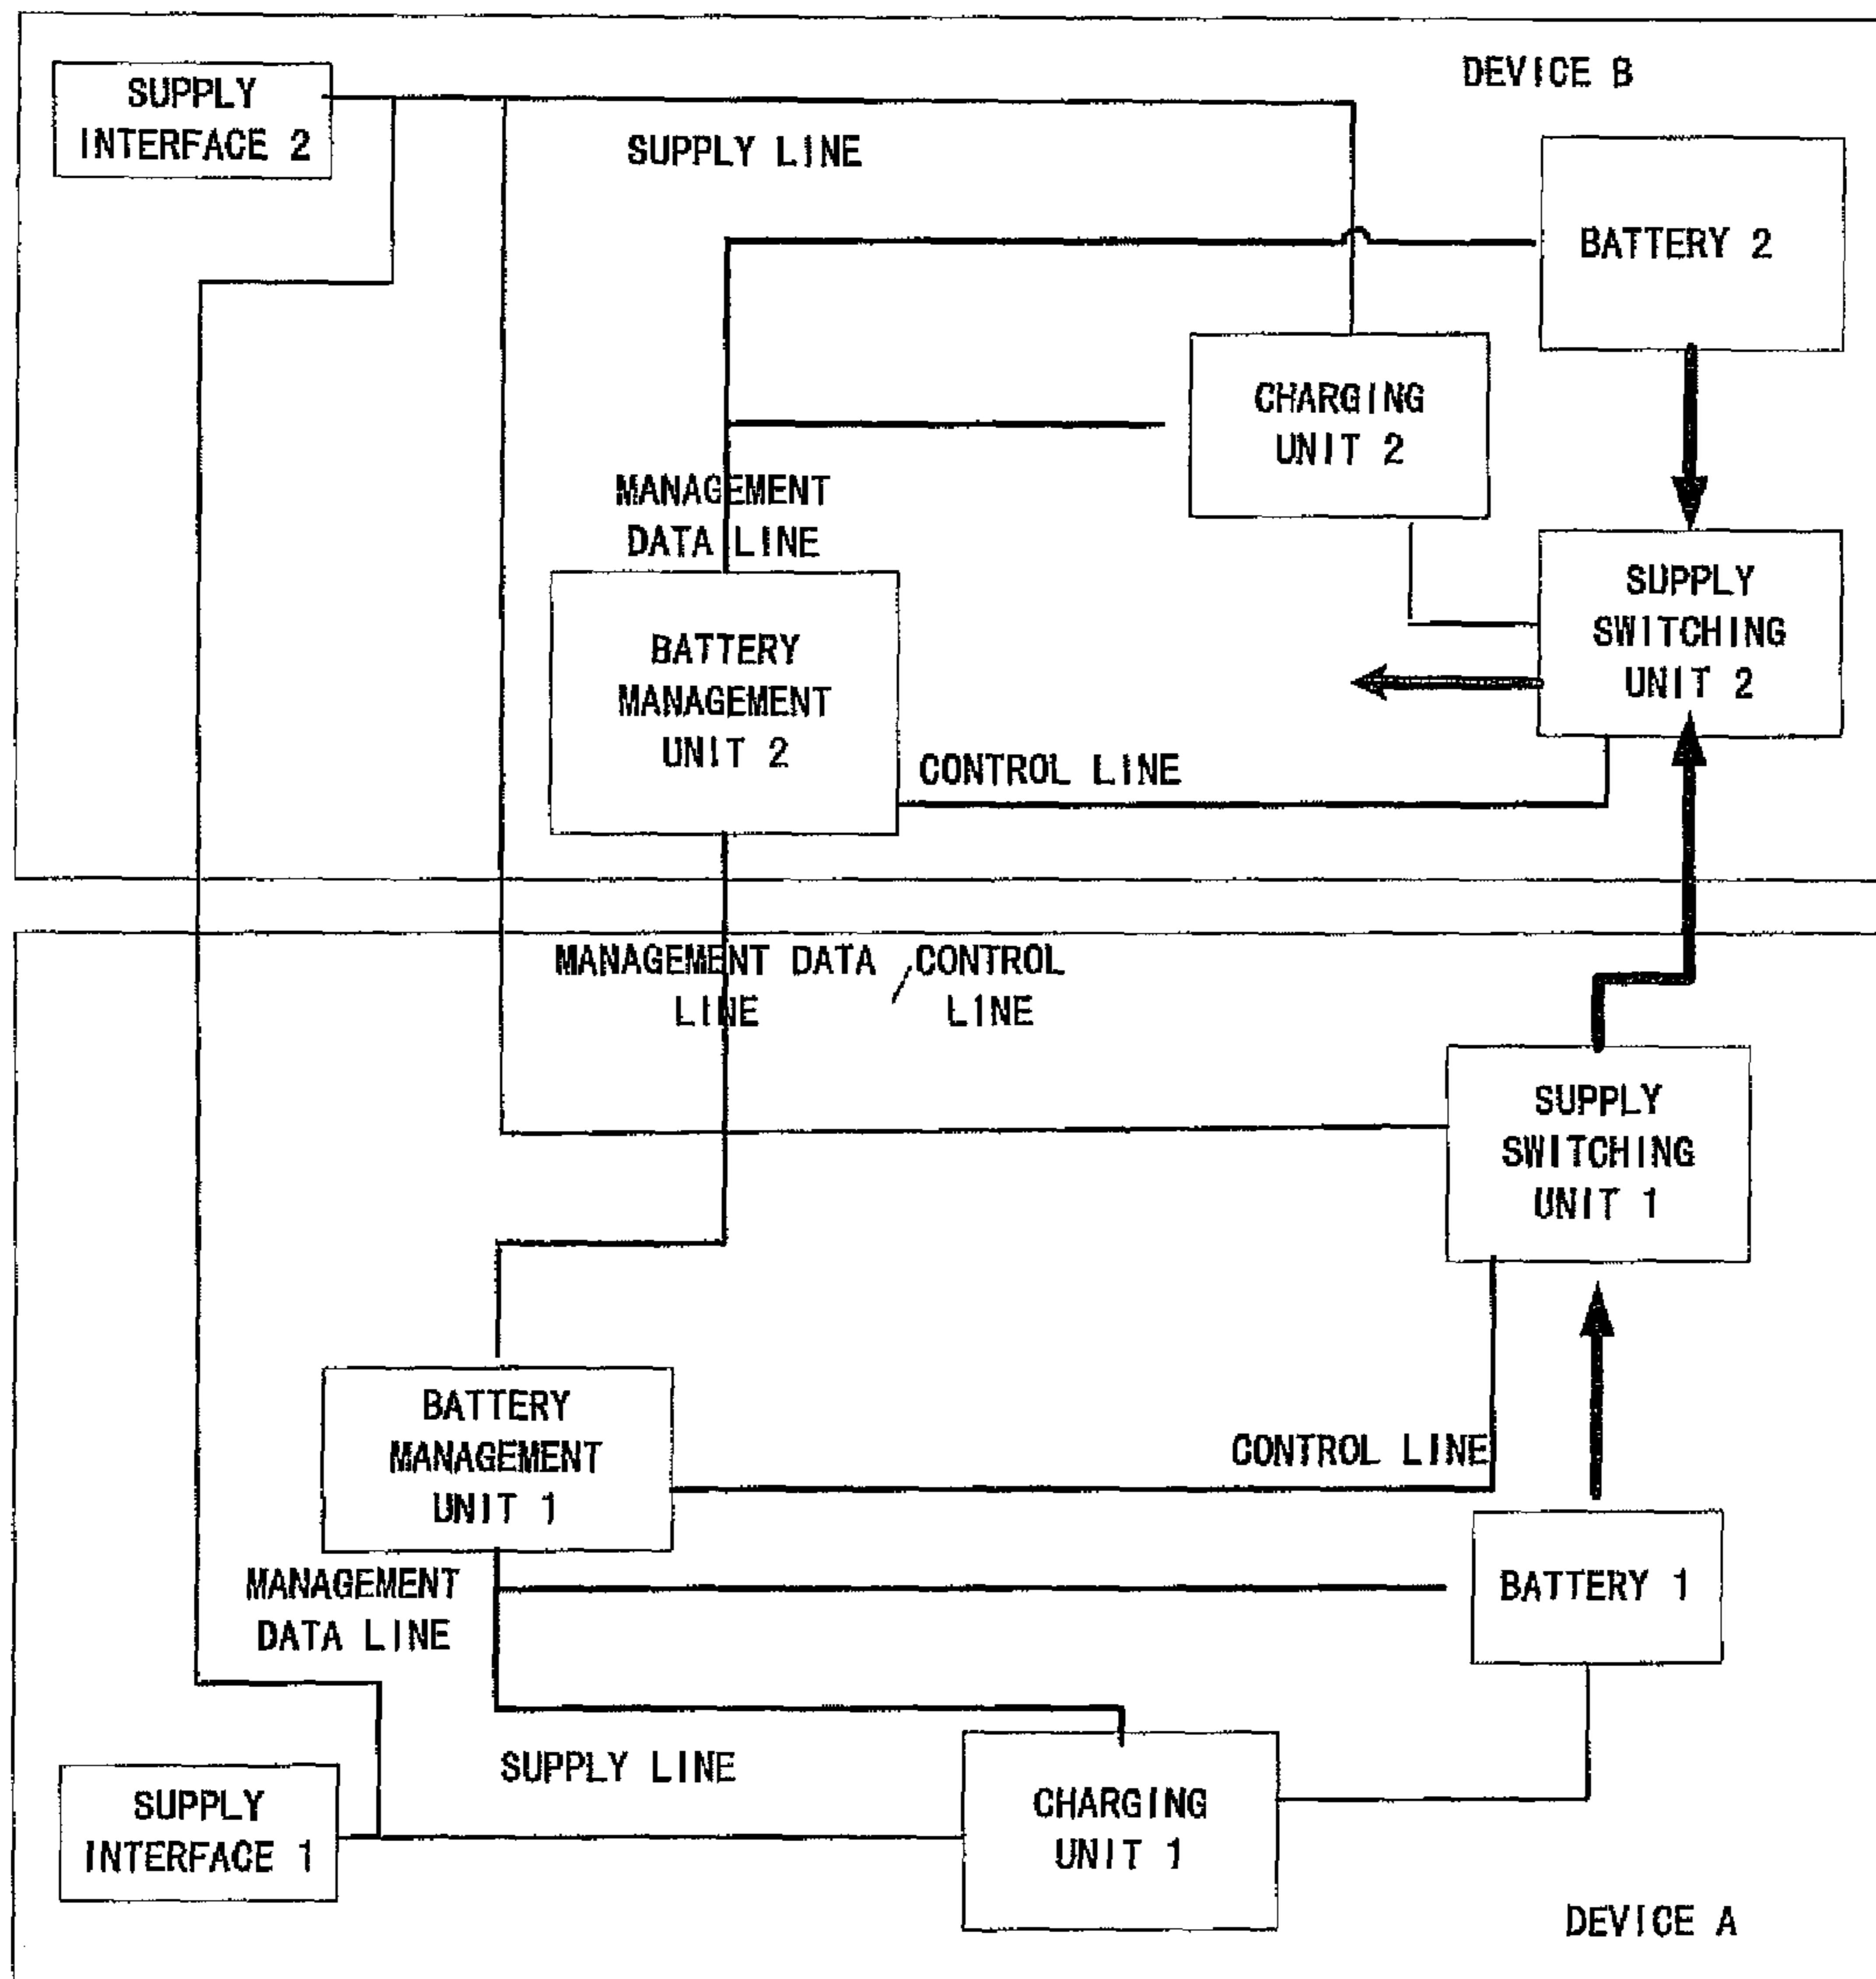 DEVICE B
SUPPLY
INTERFACE 2
SUPPLY LINE
BATTERY 2
CHARGING
UNIT 2
MANAGEMENT
DATA LINE
SUPPLY
SWITCHING
UNIT 2
BATTERY
MANAGEMENT
UNIT 2
CONTROL LINE
MANAGEMENT DATA / CONTROL
LINE LINE
SUPPLY
SWITCHING
UNIT 1
BATTERY
MANAGEMENT
UNIT 1
CONTROL LINE
MANAGEMENT
DATA LINE
BATTERY 1
SUPPLY LINE
SUPPLY
INTERFACE 1
CHARGING
UNIT 1
DEVICE A